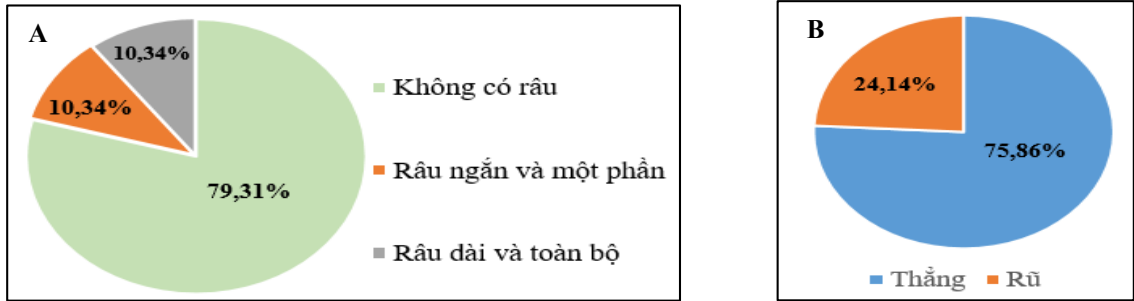 A
10,34%
10,34%
79,31%
Không có râu
Râu ngắn và một phần
Râu dài và toàn bộ
B
24,14%
75,86%
Thẳng Rũ